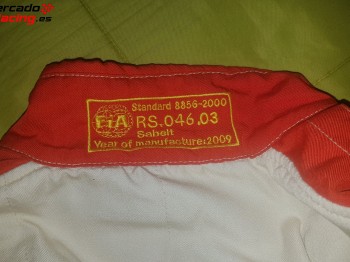 mercado
racing.es
Standard 8856-2000
FIA RS.046.03
Sabelt
Year of manufacture:2009